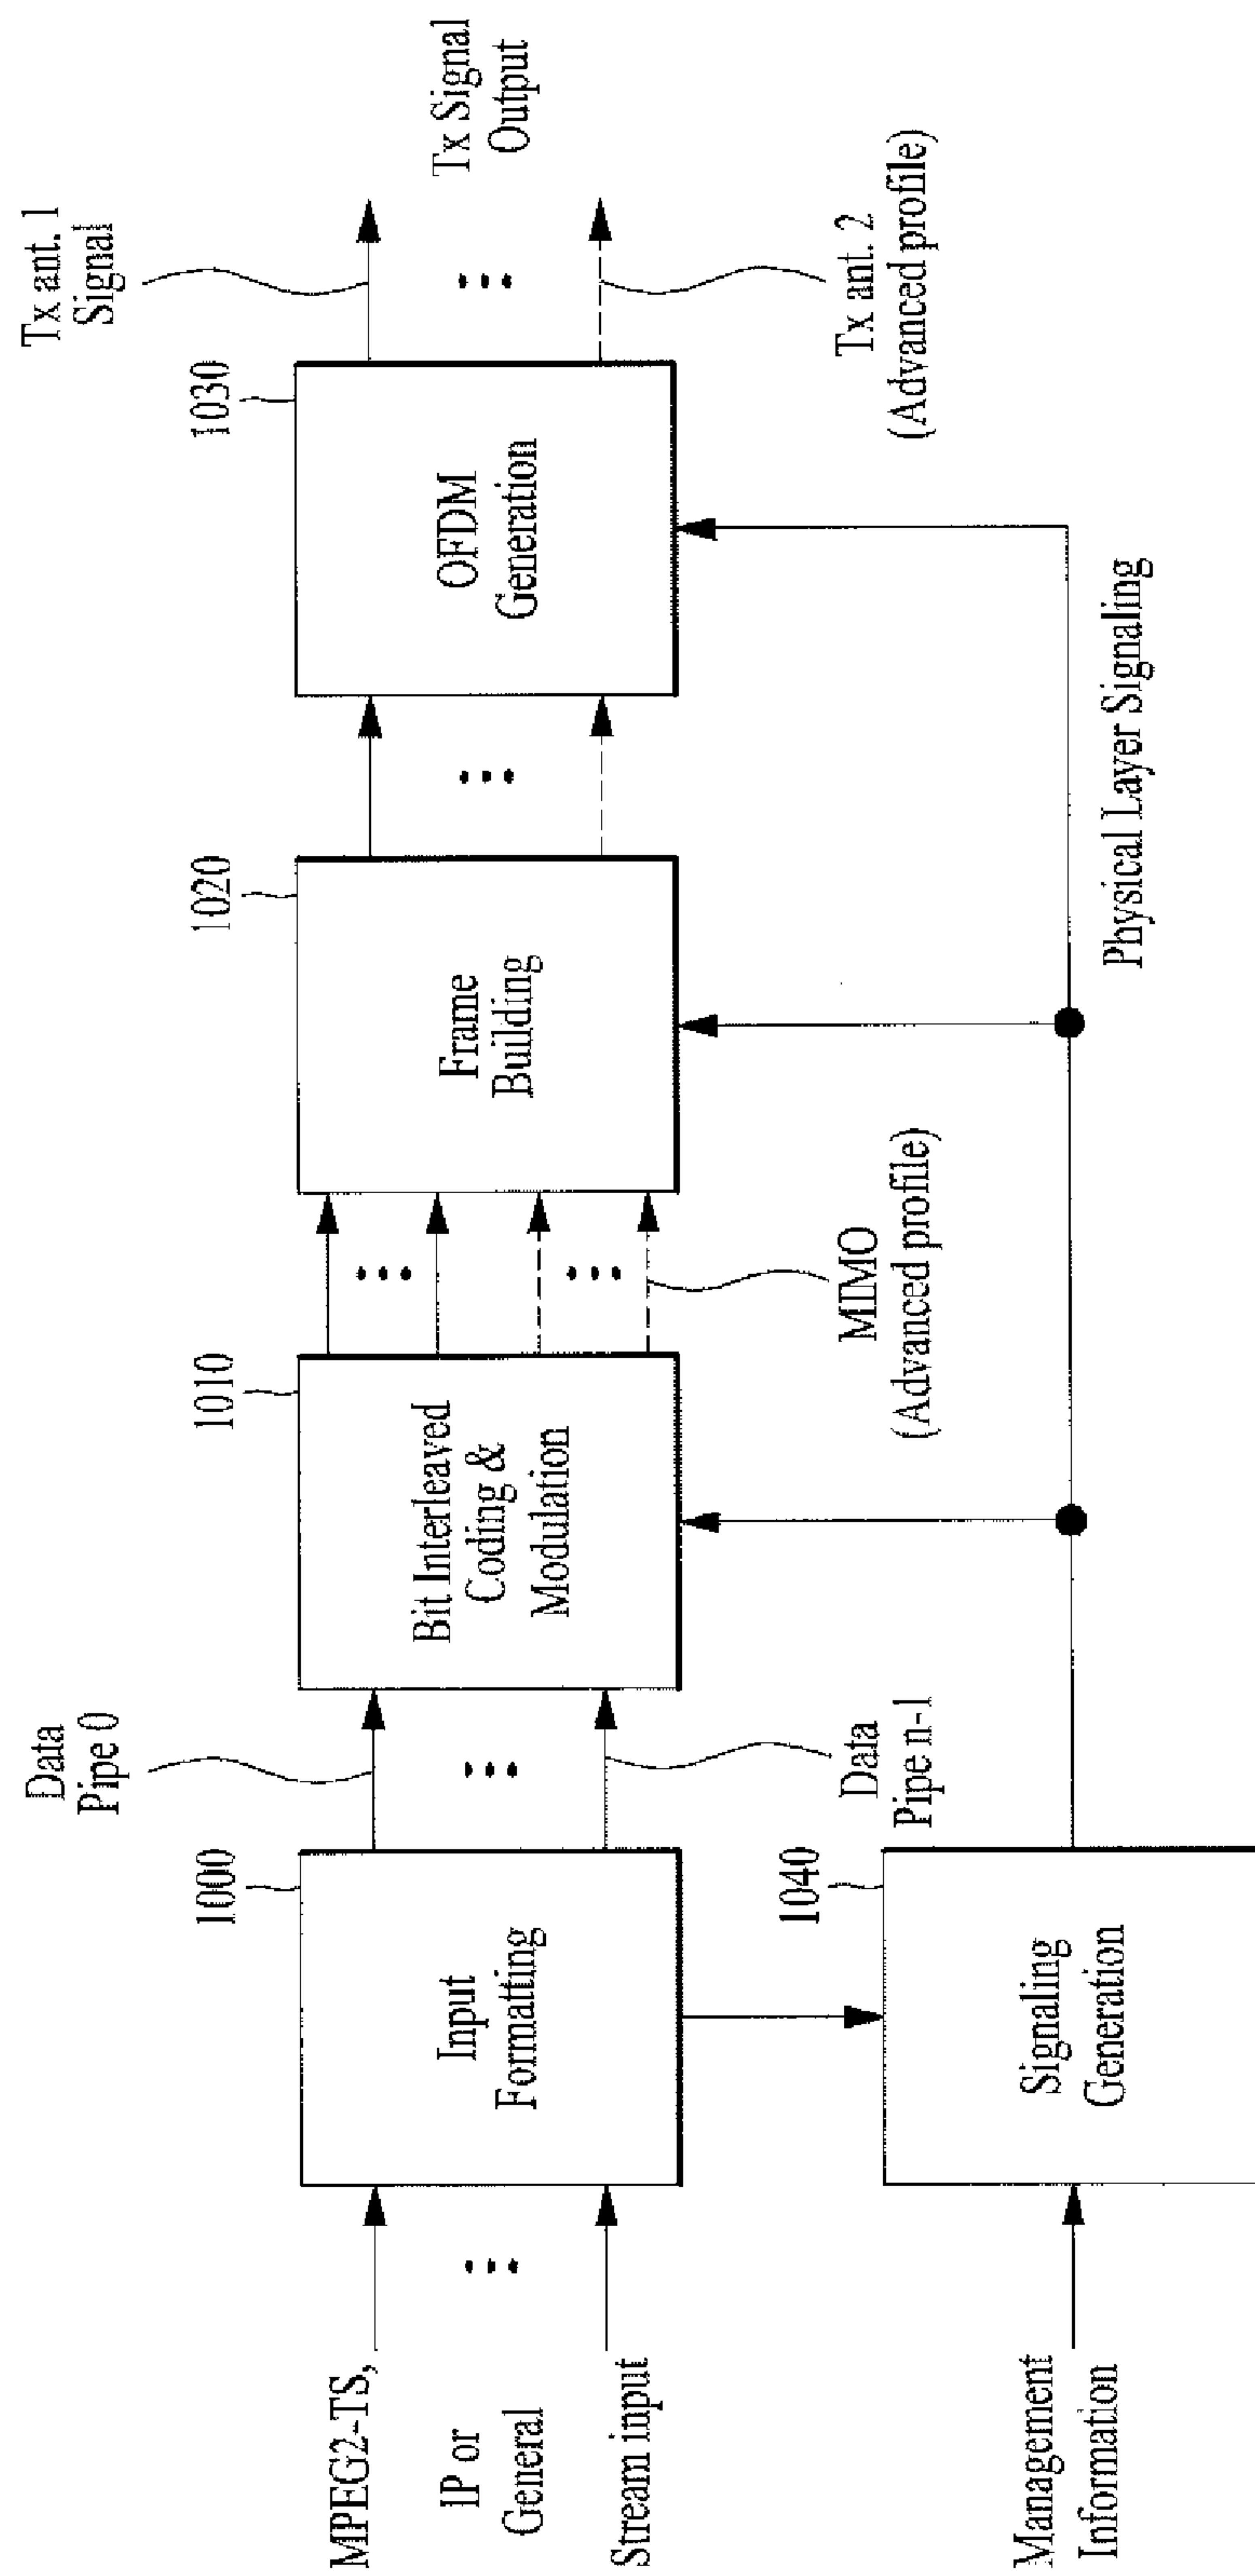 MPEG2-TS,
IP or
General
Stream input
Management
Information
1000
Input
Formatting
1040
Signaling
Generation
Data
Pipe 0
Data
Pipe n-1
1010
Bit Interleaved
Coding &
Modulation
MIMO
(Advanced profile)
1020
Frame
Building
Physical Layer Signaling
1030
OFDM
Generation
Tx ant. 1
Signal
Tx Signal
Output
Tx ant. 2
(Advanced profile)